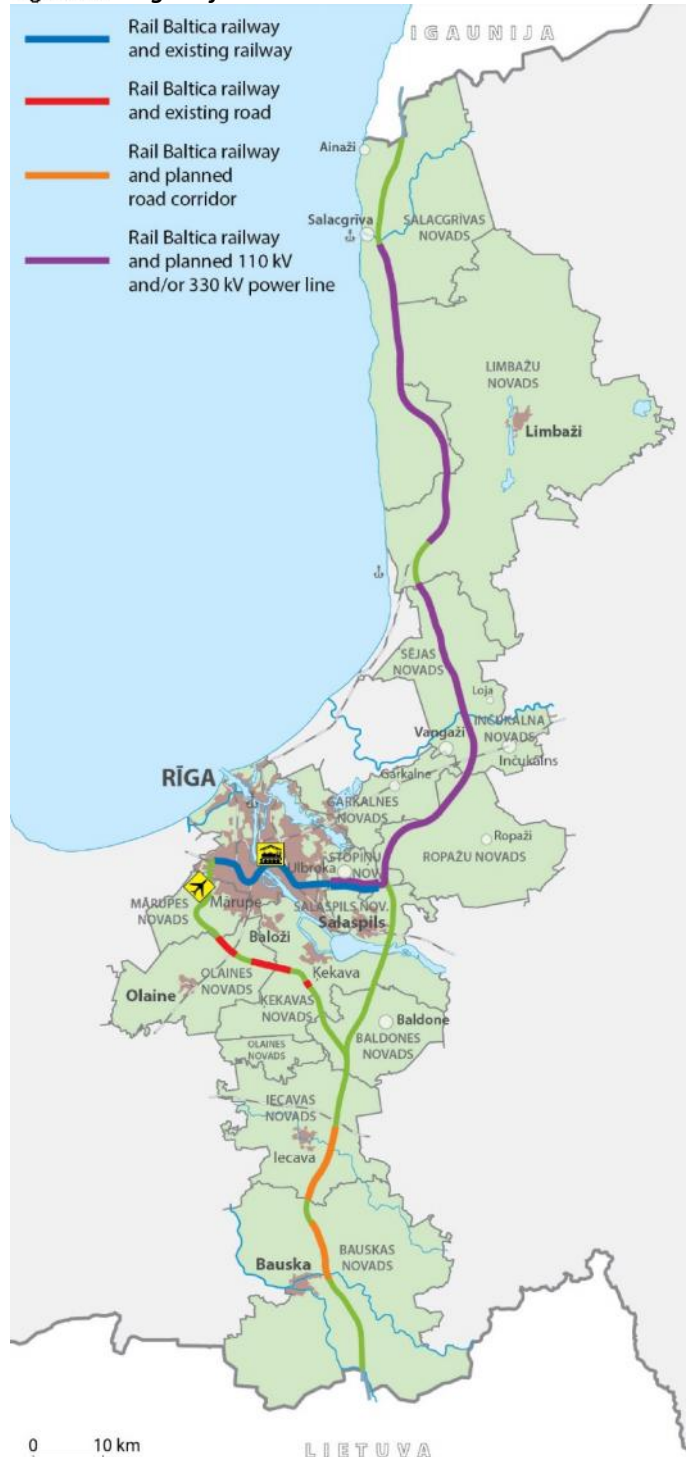 Rail Baltica railway
and existing railway
Rail Baltica railway
and existing road
Rail Baltica railway
and planned
road corridor
Rail Baltica railway
and planned 110 kV
and/or 330 kV power line
IGAUNIJA
Ainaži
Salacgrīva
SALACGRĪVAS
NOVADS
LIMBAŽU
NOVADS
Limbaži
SĒJAS
NOVADS
Loja
INČUKALNA
NOVADS
Vangaži
Inčukalns
Garkalne
RĪGA
GARKALNES
NOVADS
Ropaži
ROPAŽU NOVADS
STOPIŅU
NOV.
Ulbroka
SALASPILS NOV.
Salaspils
MĀRUPES
NOVADS
Mārupe
Baloži
OLAINES
NOVADS
Olaine
Ķekava
ĶEKAVAS
NOVADS
Baldone
BALDONES
NOVADS
OLAINES
NOVADS
IECAVAS
NOVADS
Iecava
BAUSKAS
NOVADS
Bauska
0 10 km
LIETUVA